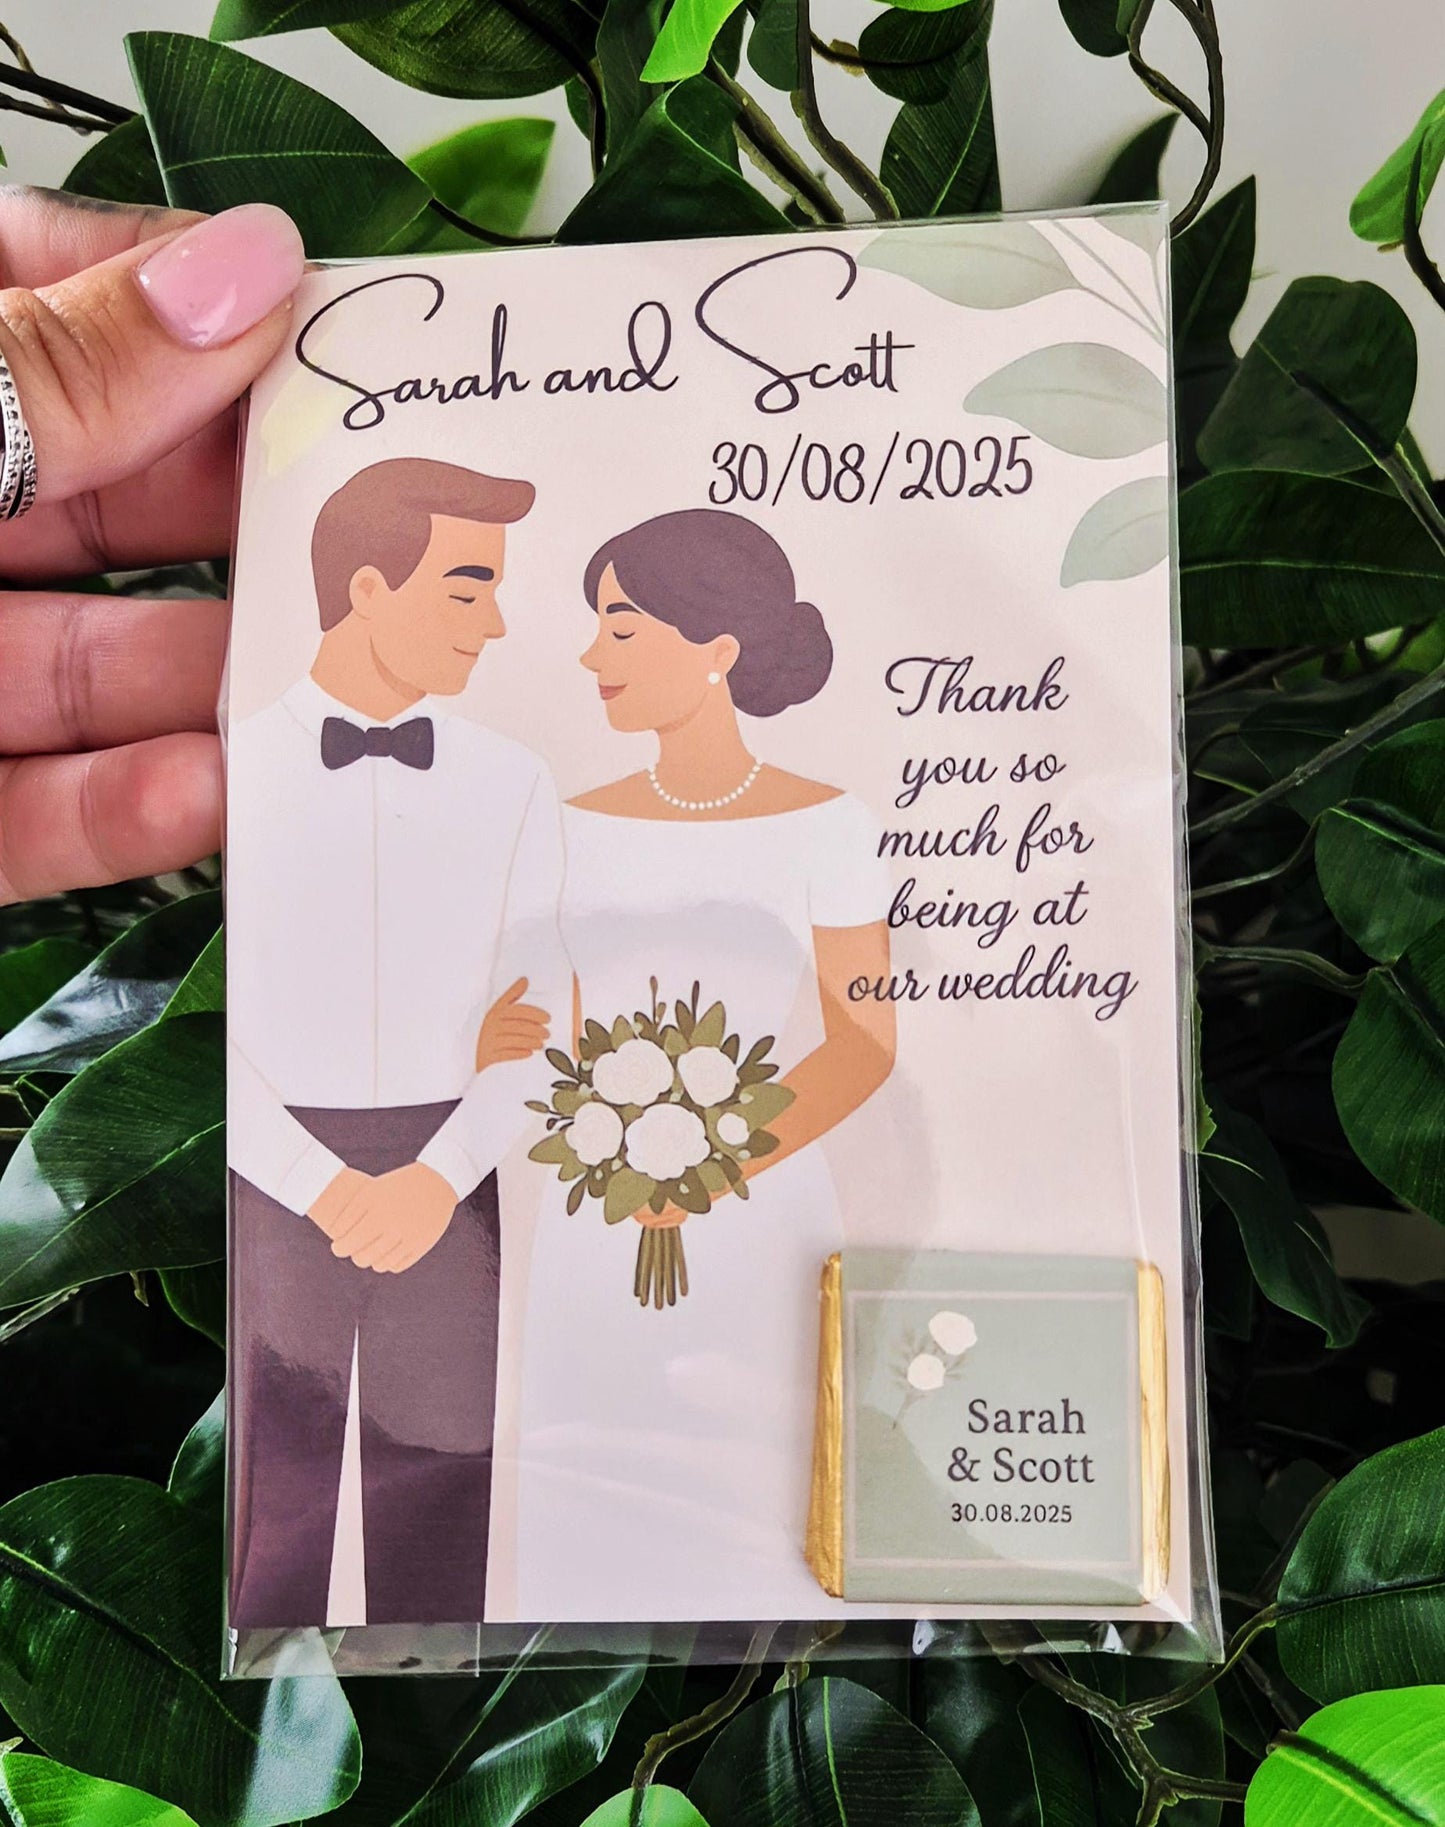 Sarah and Scott
30/08/2025
Thank
you so
much for
being at
our wedding
Sarah
& Scott
30.08.2025